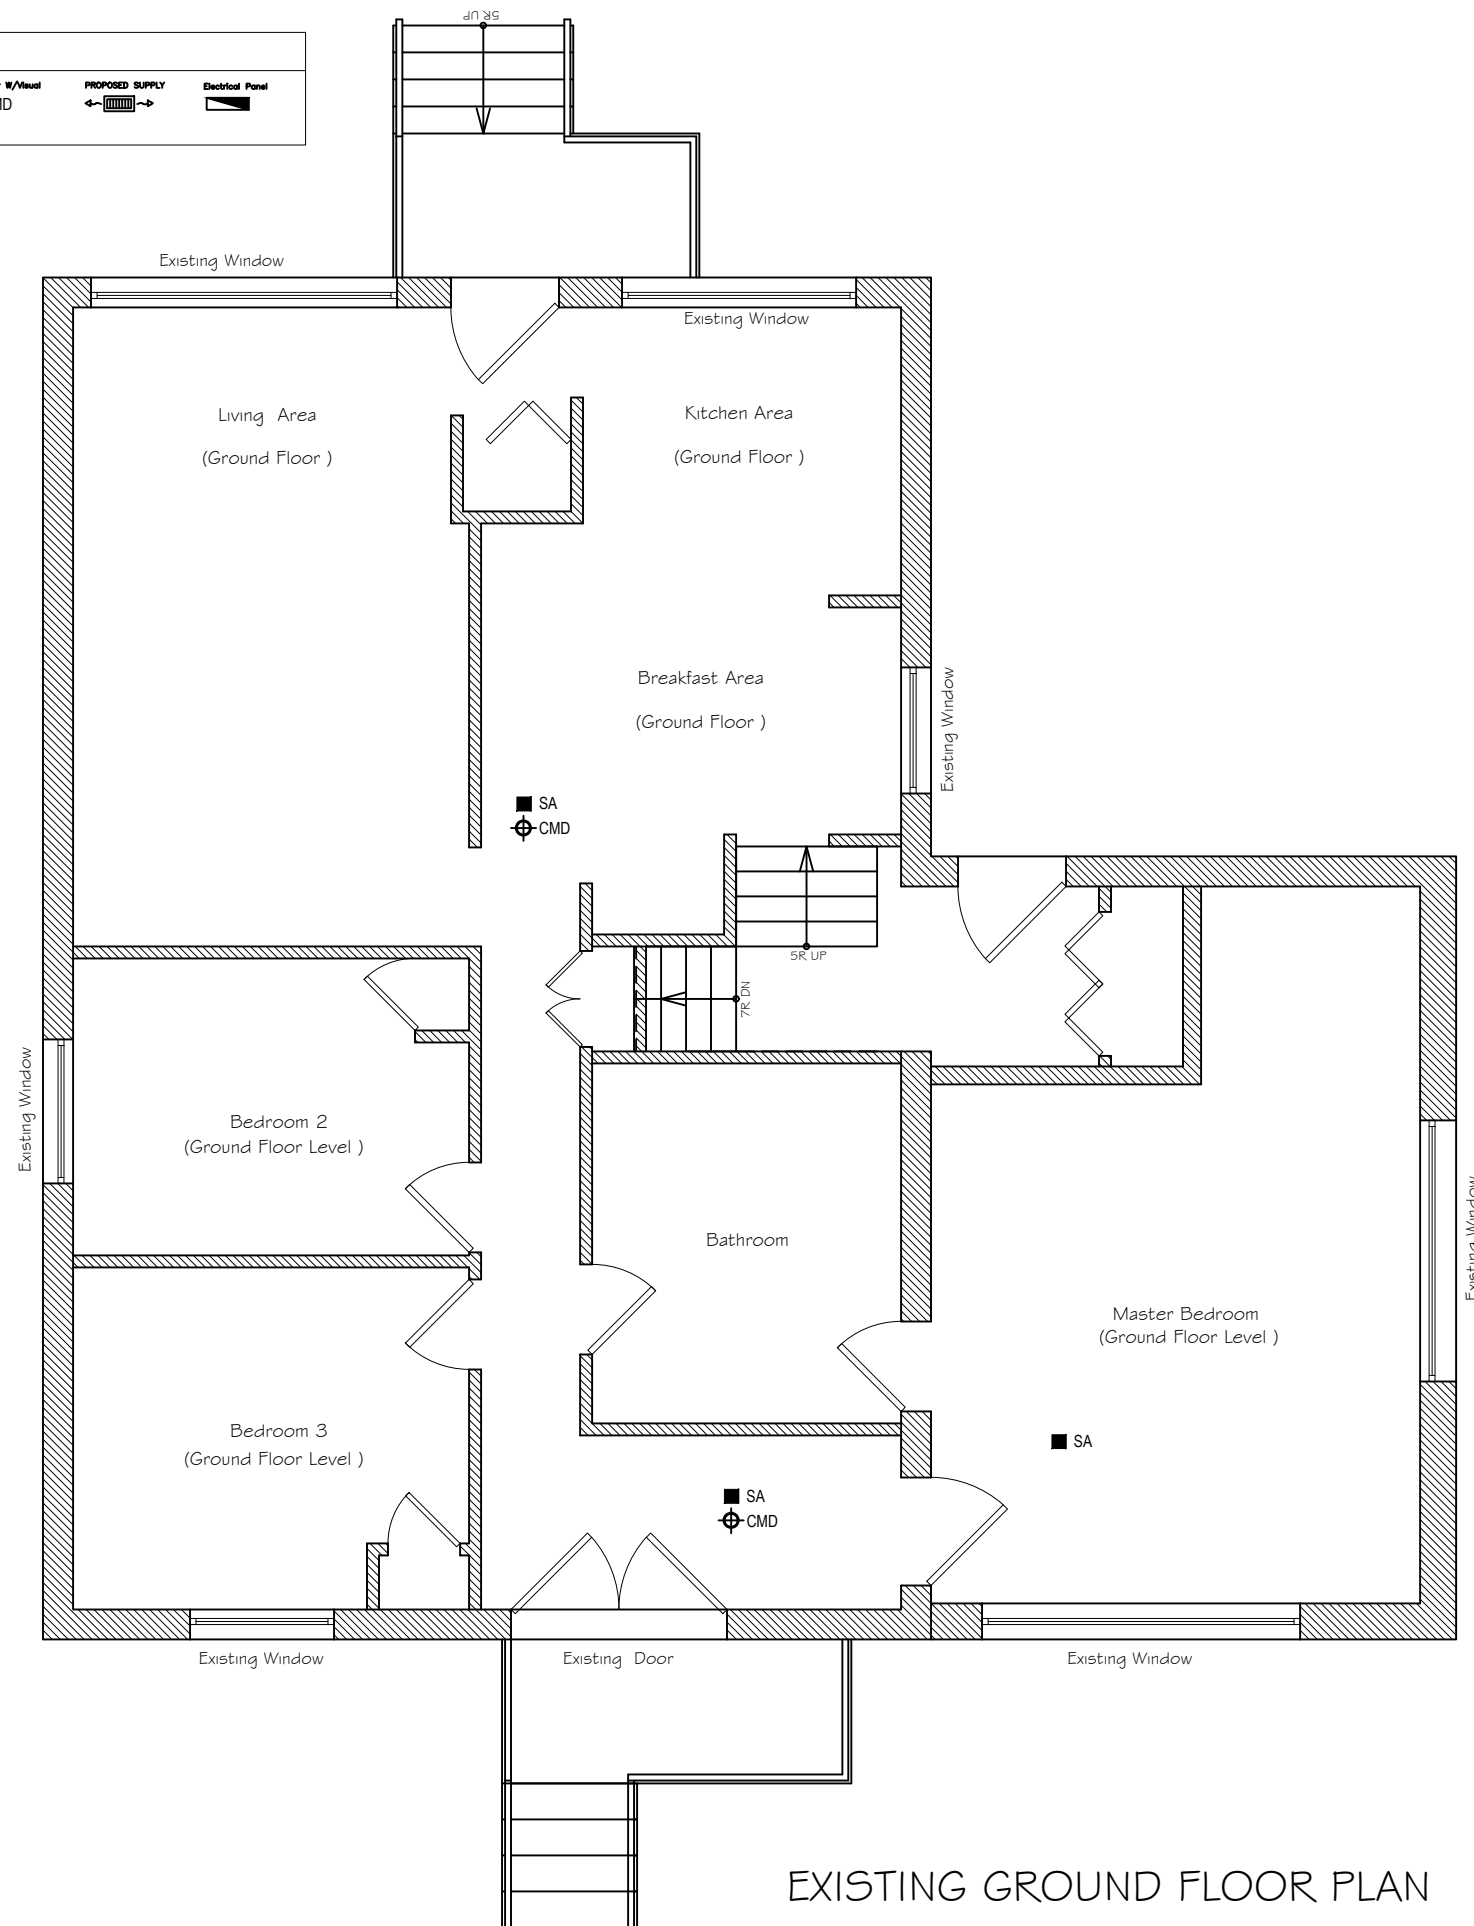 5R UP
W/Visual
PROPOSED SUPPLY
Electrical Panel
Existing Window
Existing Window
Living Area
(Ground Floor )
Kitchen Area
(Ground Floor )
Breakfast Area
(Ground Floor )
Existing Window
SA
CMD
5R UP
7R DN
Existing Window
Bedroom 2
(Ground Floor Level )
Bathroom
Existing Window
Master Bedroom
(Ground Floor Level )
Bedroom 3
(Ground Floor Level )
SA
SA
CMD
Existing Window
Existing Door
Existing Window
EXISTING GROUND FLOOR PLAN